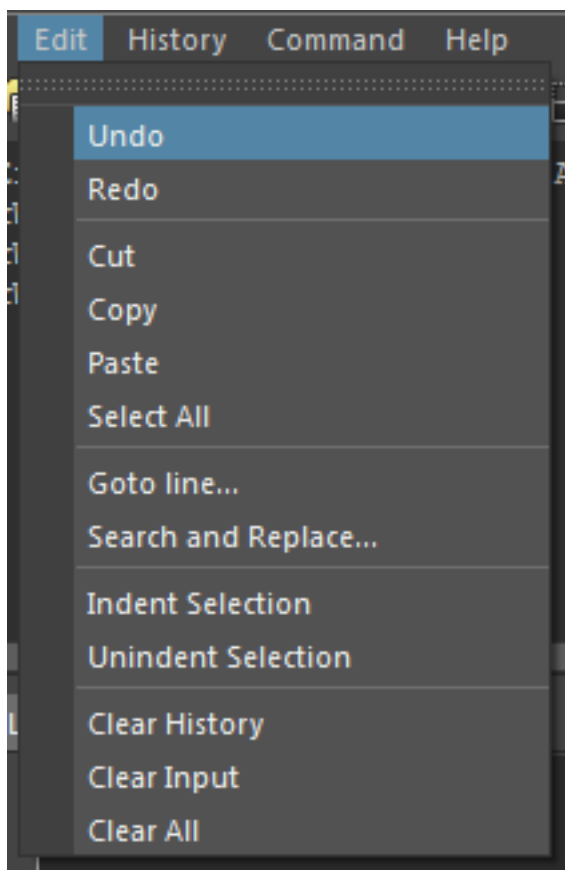 Edit History Command Help
Undo
Redo
Cut
Copy
Paste
Select All
Goto line...
Search and Replace...
Indent Selection
Unindent Selection
Clear History
Clear Input
Clear All